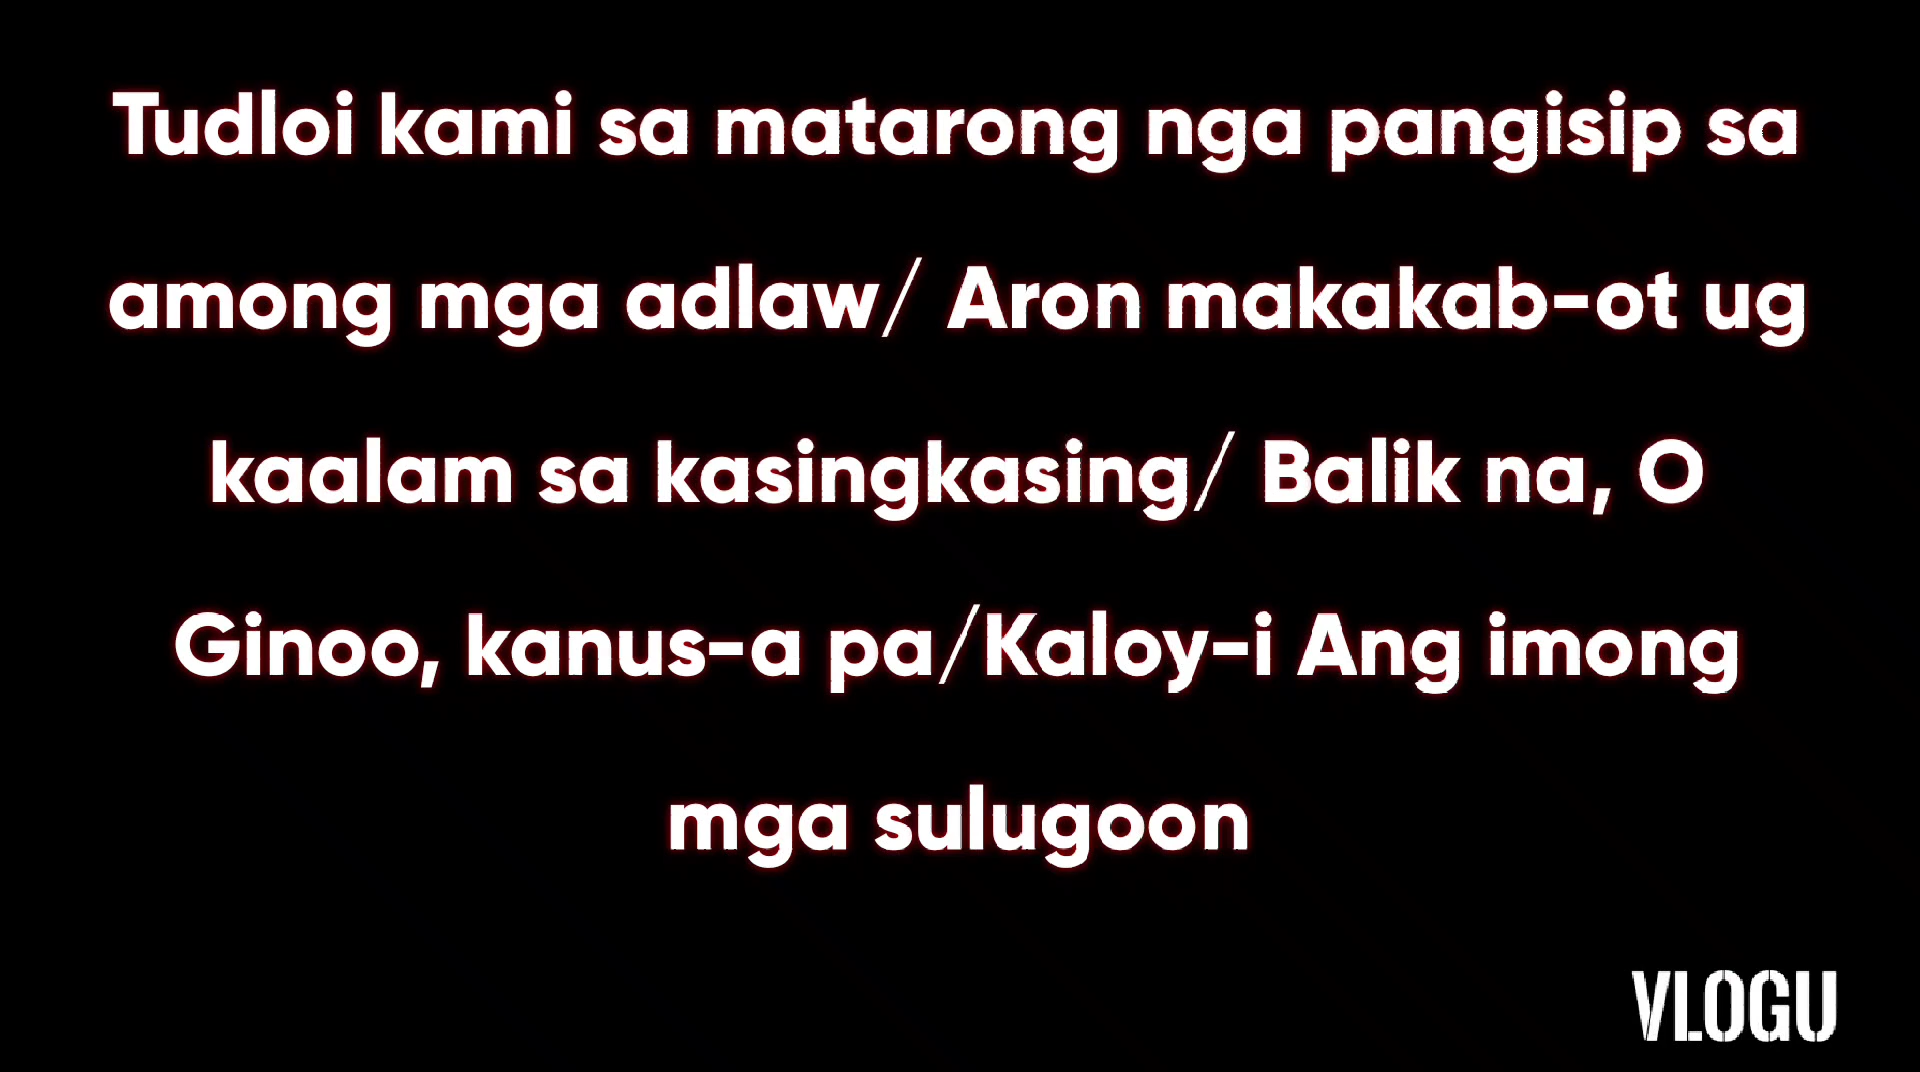 Tudloi kami sa matarong nga pangisip sa
among mga adlaw/ Aron makakab-ot ug
kaalam sa kasingkasing/ Balik na, O
Ginoo, kanus-a pa/Kaloy-i Ang imong
mga sulugoon
VLOGU